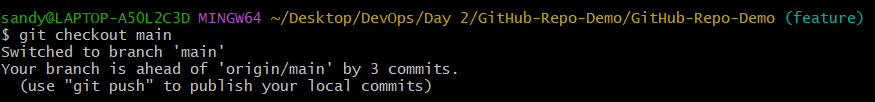 sandy@LAPTOP-A50L2C3D MINGW64 ~/Desktop/DevOps/Day 2/GitHub-Repo-Demo/GitHub-Repo-Demo (feature)
$ git checkout main
Switched to branch 'main'
Your branch is ahead of 'origin/main' by 3 commits.
  (use "git push" to publish your local commits)